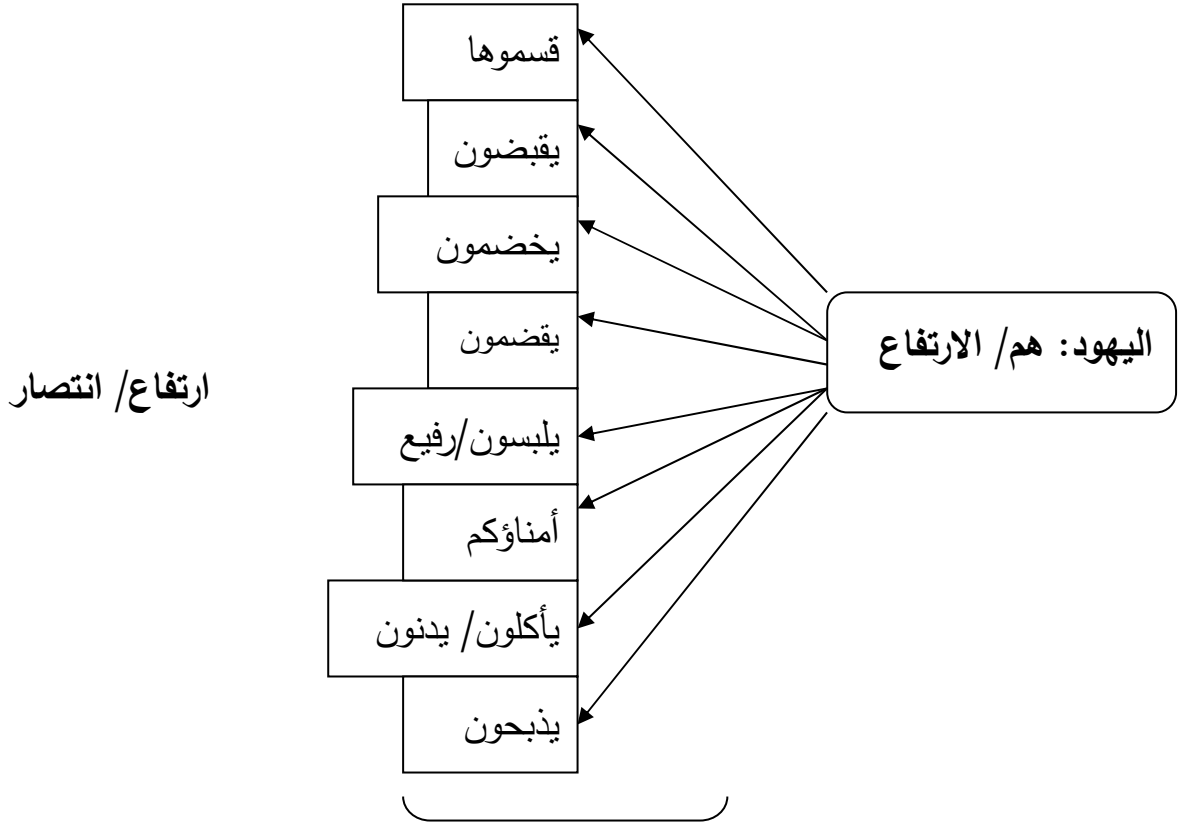 اليهود: هم/ الارتفاع
قسموها
يقبضون
يخضمون
يقضمون
يلبسون/رفيع
أمناؤكم
يأكلون/ يدنون
يذبحون
ارتفاع/ انتصار